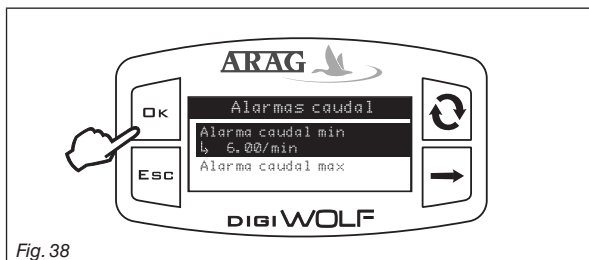 ARAG
OK
Alarmas caudal
Alarma caudal min
↳ 6.00/min
Alarma caudal max
Esc
DIGIWOLF
Fig. 38